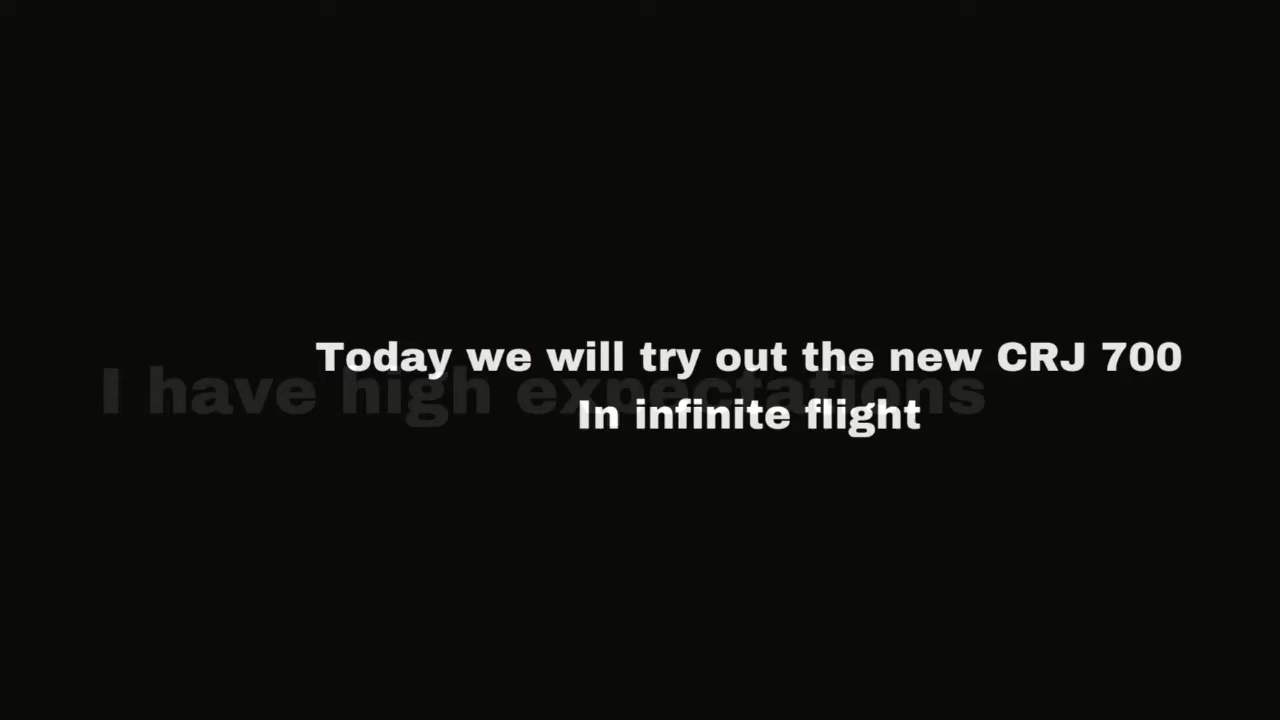 Today we will try out the new CRJ 700
I have high expectations
In infinite flight